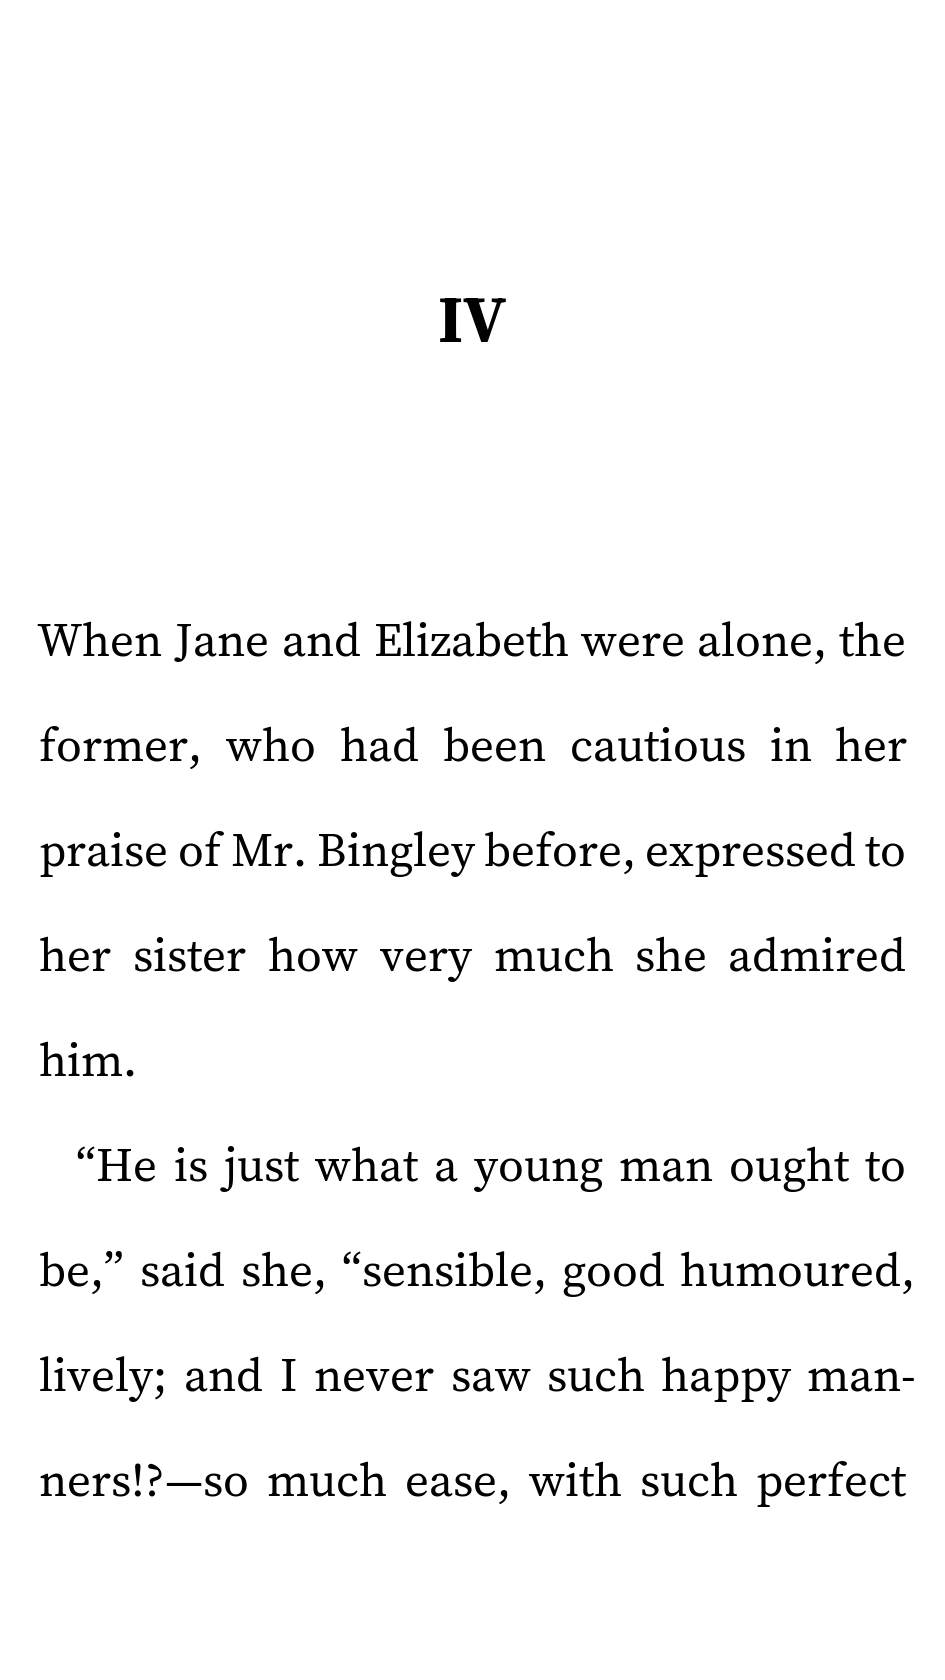 IV
When Jane and Elizabeth were alone, the
former, who had been cautious in her
praise of Mr. Bingley before, expressed to
her sister how very much she admired
him.
“He is just what a young man ought to
be,” said she, “sensible, good humoured,
lively; and I never saw such happy man-
ners!?—so much ease, with such perfect